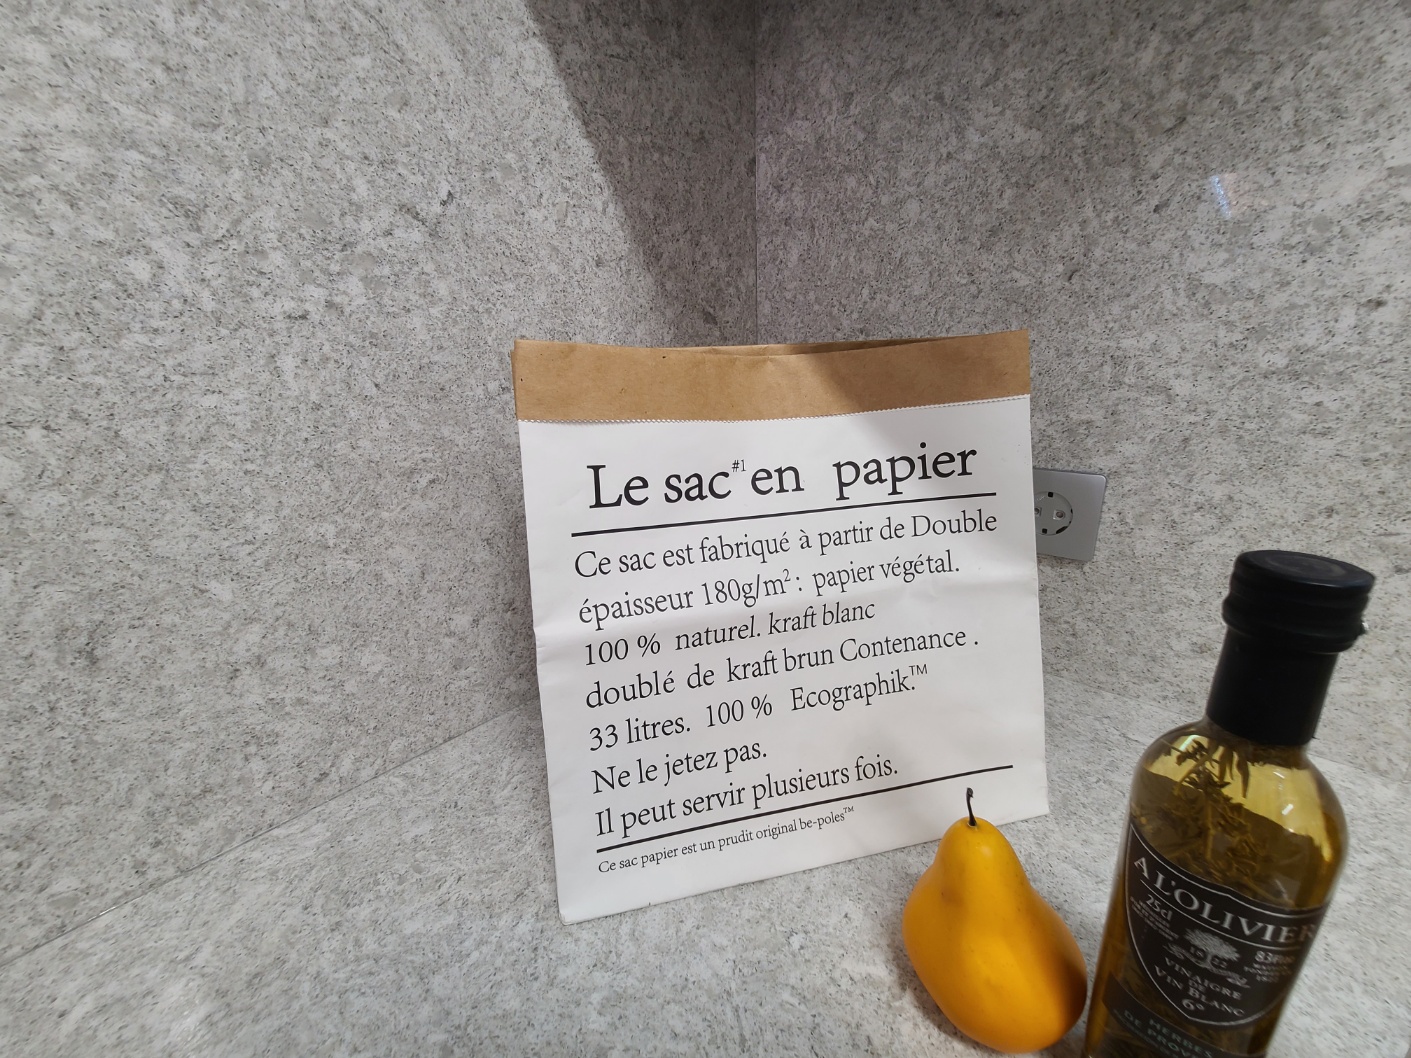 Le sac#1 en papier
Ce sac est fabriqué à partir de Double
épaisseur 180g/m² : papier végétal.
100 % naturel. kraft blanc
doublé de kraft brun Contenance .
33 litres. 100 % Ecographik.™
Ne le jetez pas.
Il peut servir plusieurs fois.
Ce sac papier est un prudit original be-poles™
A L'OLIVIER
25cl
VINAIGRE
DE
VIN BLANC
6°